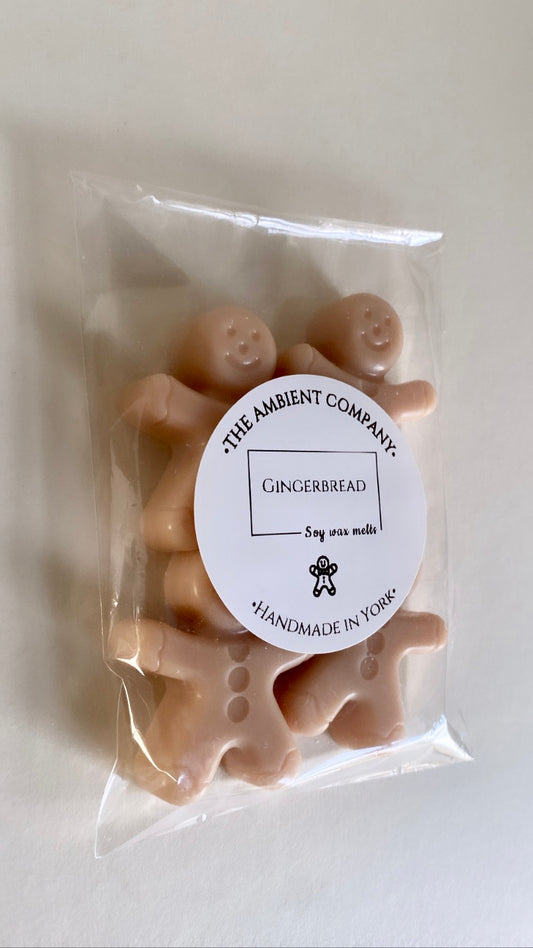 •THE AMBIENT COMPANY•
GINGERBREAD
Soy wax melts
•HANDMADE IN YORK•